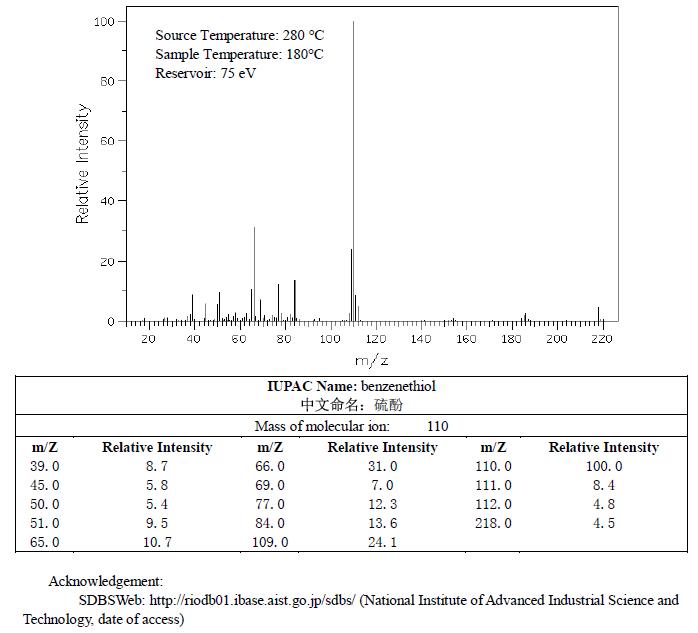 100
80
60
40
20
0
Relative Intensity
Source Temperature: 280 °C
Sample Temperature: 180°C
Reservoir: 75 eV
20 40 60 80 100 120 140 160 180 200 220
m/z
IUPAC Name: benzenethiol
中文命名：硫酚
Mass of molecular ion: 110
m/Z Relative Intensity m/Z Relative Intensity m/Z Relative Intensity
39.0 8.7 66.0 31.0 110.0 100.0
45.0 5.8 69.0 7.0 111.0 8.4
50.0 5.4 77.0 12.3 112.0 4.8
51.0 9.5 84.0 13.6 218.0 4.5
65.0 10.7 109.0 24.1
Acknowledgement:
SDBSWeb: http://riodb01.ibase.aist.go.jp/sdbs/ (National Institute of Advanced Industrial Science and
Technology, date of access)